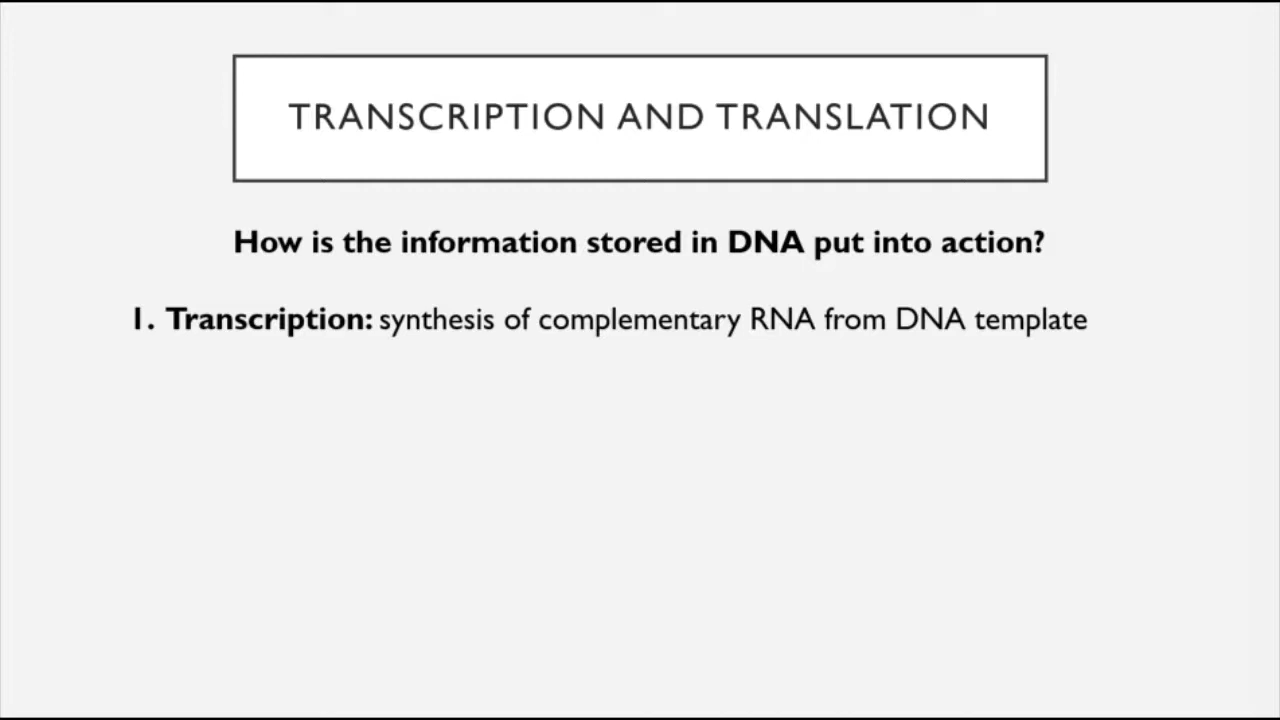 TRANSCRIPTION AND TRANSLATION
How is the information stored in DNA put into action?
1. Transcription: synthesis of complementary RNA from DNA template